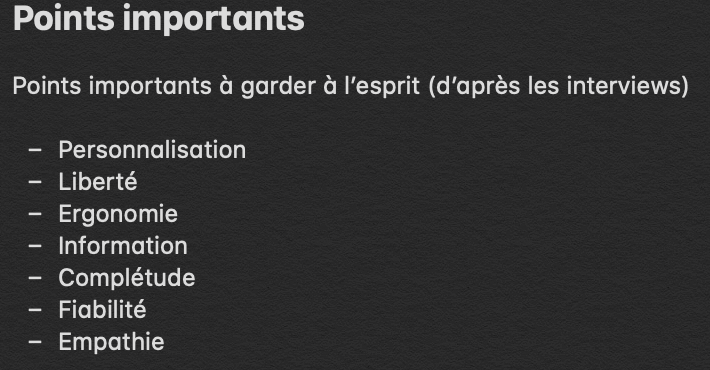 Points importants
Points importants à garder à l’esprit (d’après les interviews)
– Personnalisation
– Liberté
– Ergonomie
– Information
– Complétude
– Fiabilité
– Empathie